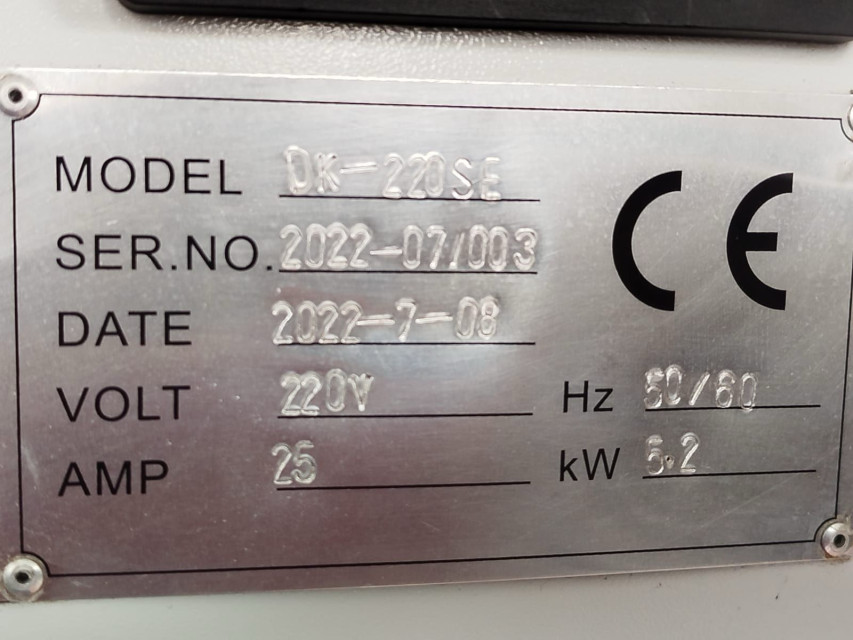 MODEL DK-220SE
SER.NO. 2022-07/003
CE
DATE 2022-7-08
VOLT 220V Hz 50/60
AMP 25 kW 5.2